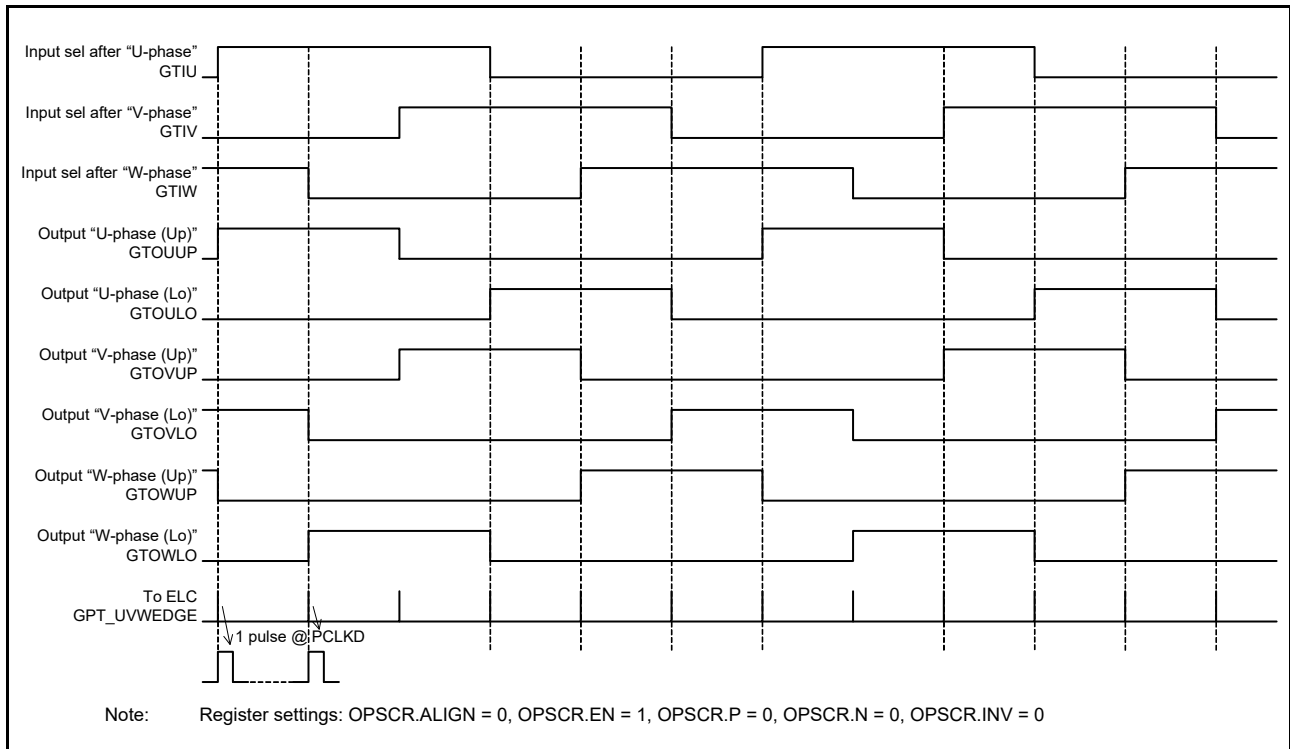 Input sel after “U-phase”
GTIU
Input sel after “V-phase”
GTIV
Input sel after “W-phase”
GTIW
Output “U-phase (Up)”
GTOUUP
Output “U-phase (Lo)”
GTOULO
Output “V-phase (Up)”
GTOVUP
Output “V-phase (Lo)”
GTOVLO
Output “W-phase (Up)”
GTOWUP
Output “W-phase (Lo)”
GTOWLO
To ELC
GPT_UVWEDGE
1 pulse @ PCLKD
Note: Register settings: OPSCR.ALIGN = 0, OPSCR.EN = 1, OPSCR.P = 0, OPSCR.N = 0, OPSCR.INV = 0